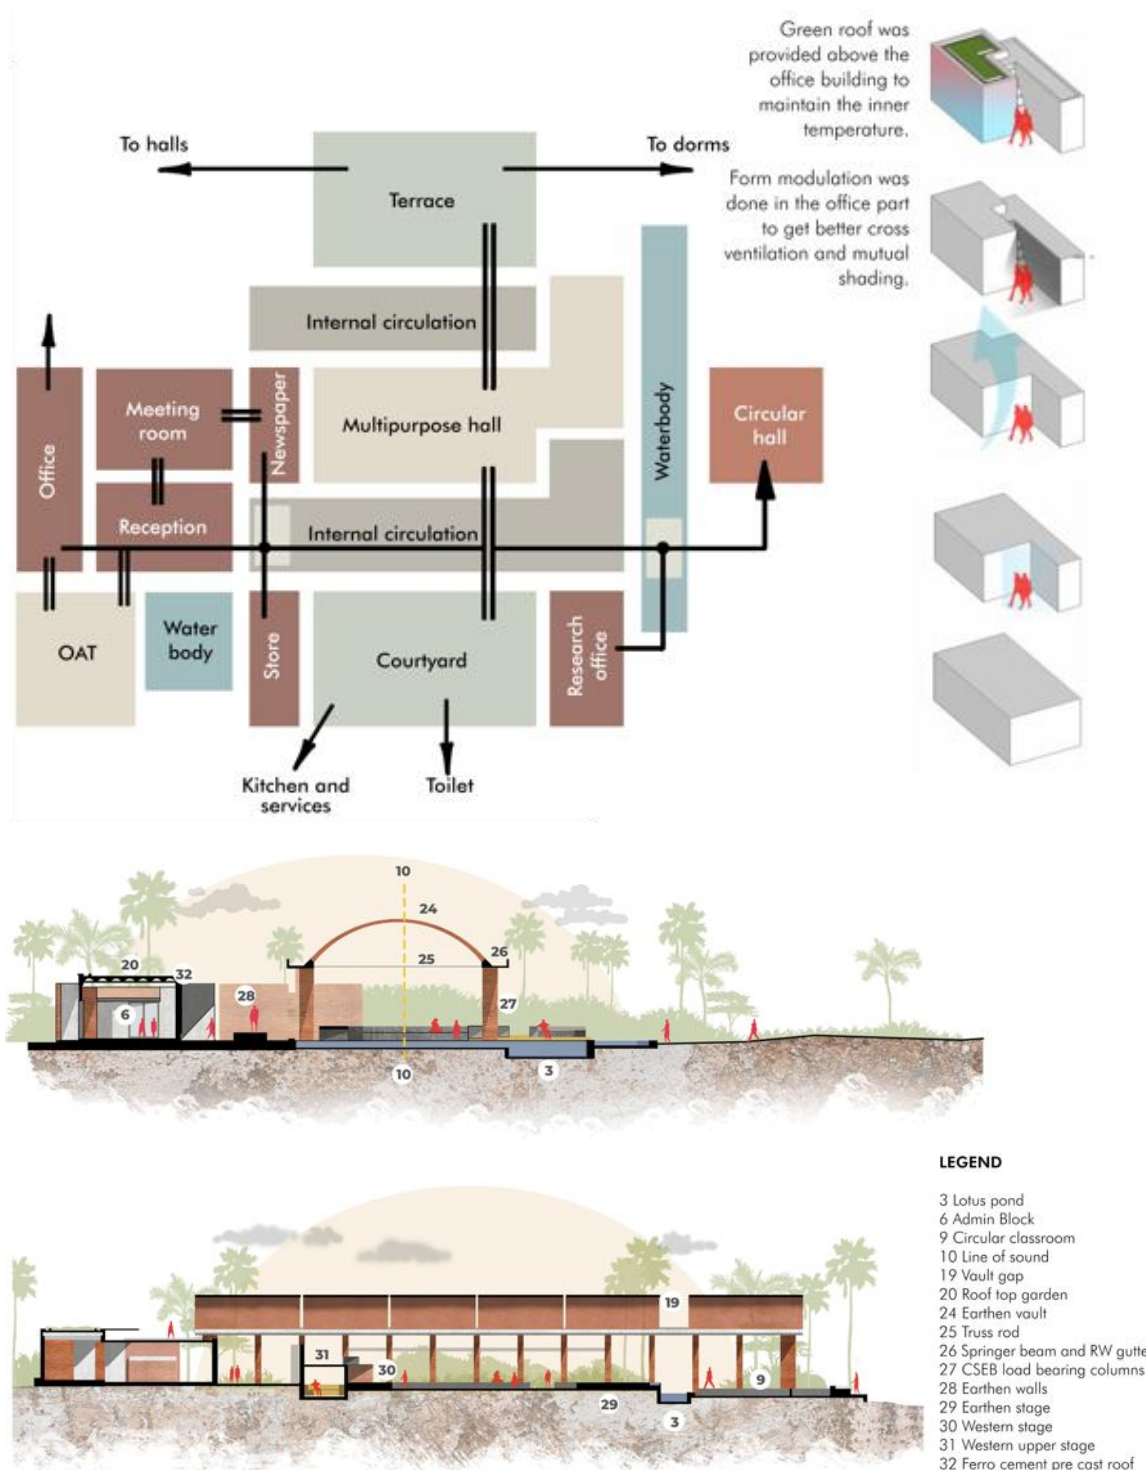 Green roof was
provided above the
office building to
maintain the inner
temperature.
To halls
To dorms
Terrace
Form modulation was
done in the office part
to get better cross
ventilation and mutual
shading.
Internal circulation
Office
Meeting
room
Newspaper
Multipurpose hall
Waterbody
Circular
hall
Reception
Internal circulation
OAT
Water
body
Store
Courtyard
Research
office
Kitchen and
services
Toilet
10
24
20
32
25
26
28
27
6
10
3
19
31
30
9
29
3
LEGEND
3 Lotus pond
6 Admin Block
9 Circular classroom
10 Line of sound
19 Vault gap
20 Roof top garden
24 Earthen vault
25 Truss rod
26 Springer beam and RW gutte
27 CSEB load bearing columns
28 Earthen walls
29 Earthen stage
30 Western stage
31 Western upper stage
32 Ferro cement pre cast roof